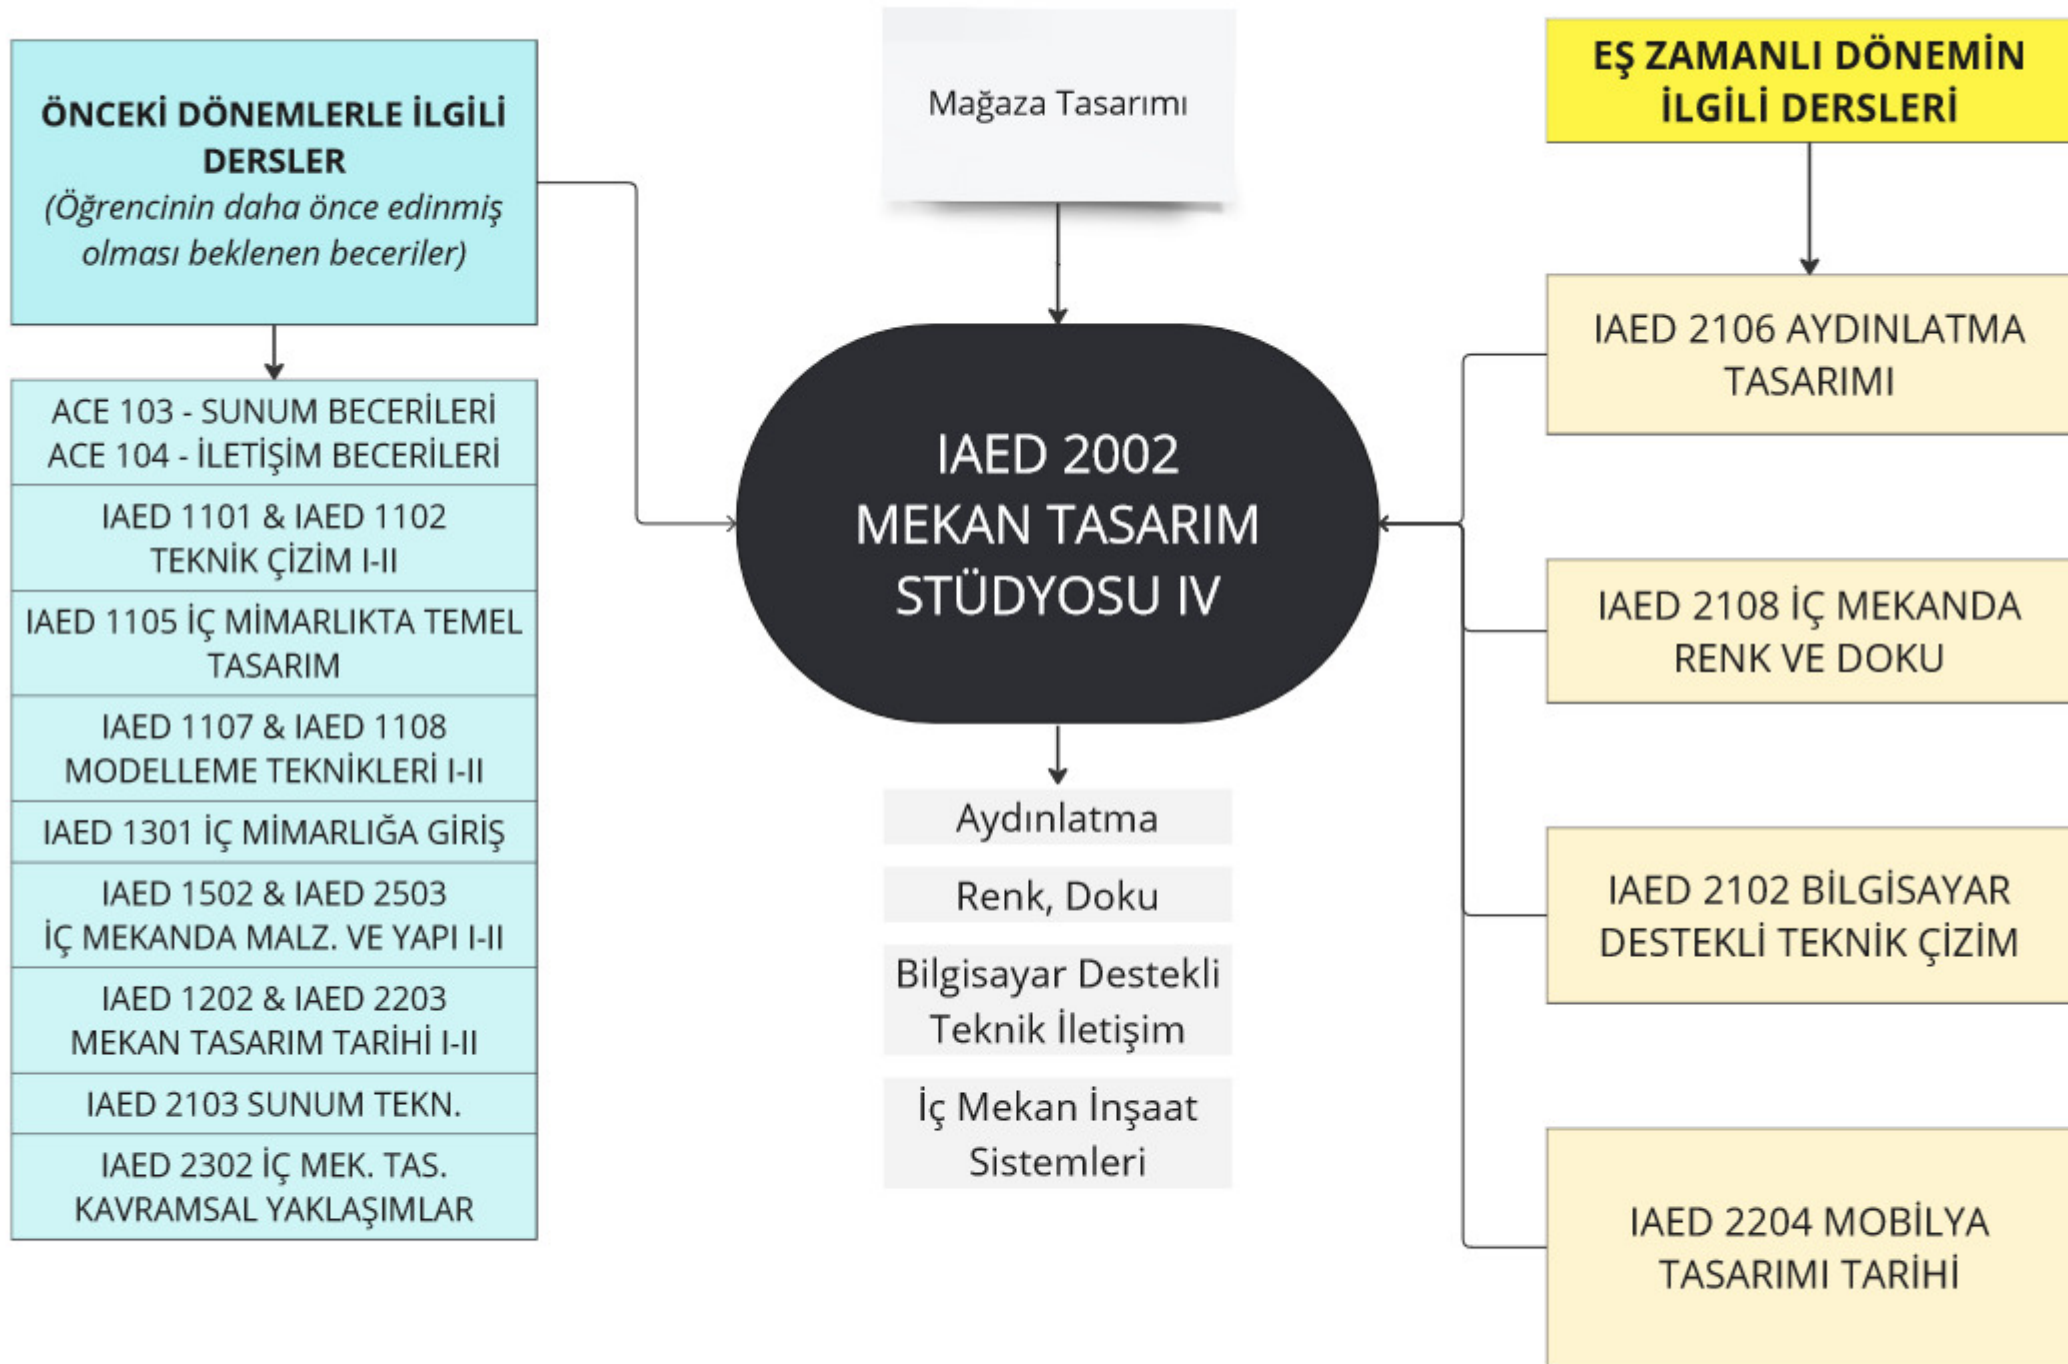 ÖNCEKİ DÖNEMLERLE İLGİLİ
DERSLER
(Öğrencinin daha önce edinmiş
olması beklenen beceriler)
ACE 103 - SUNUM BECERİLERİ
ACE 104 - İLETİŞİM BECERİLERİ
IAED 1101 & IAED 1102
TEKNİK ÇİZİM I-II
IAED 1105 İÇ MİMARLIKTA TEMEL
TASARIM
IAED 1107 & IAED 1108
MODELLEME TEKNİKLERİ I-II
IAED 1301 İÇ MİMARLIĞA GİRİŞ
IAED 1502 & IAED 2503
İÇ MEKANDA MALZ. VE YAPI I-II
IAED 1202 & IAED 2203
MEKAN TASARIM TARİHİ I-II
IAED 2103 SUNUM TEKN.
IAED 2302 İÇ MEK. TAS.
KAVRAMSAL YAKLAŞIMLAR
Mağaza Tasarımı
IAED 2002
MEKAN TASARIM
STÜDYOSU IV
Aydınlatma
Renk, Doku
Bilgisayar Destekli
Teknik İletişim
İç Mekan İnşaat
Sistemleri
EŞ ZAMANLI DÖNEMİN
İLGİLİ DERSLERİ
IAED 2106 AYDINLATMA
TASARIMI
IAED 2108 İÇ MEKANDA
RENK VE DOKU
IAED 2102 BİLGİSAYAR
DESTEKLİ TEKNİK ÇİZİM
IAED 2204 MOBİLYA
TASARIMI TARİHİ